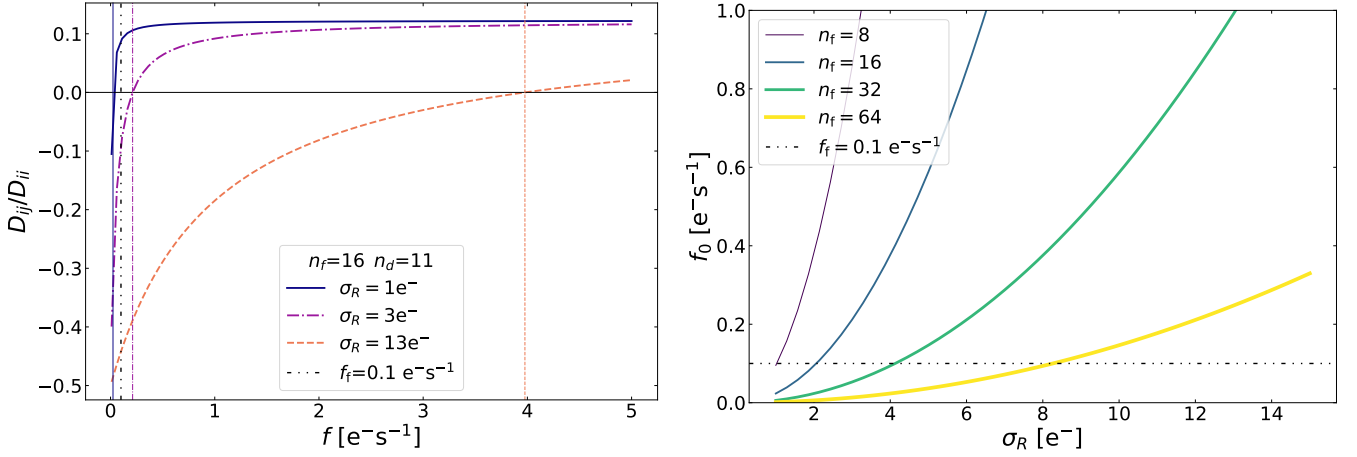 0.1
0.0
−0.1
−0.2
−0.3
−0.4
−0.5
D_ij/D_ii
0 1 2 3 4 5
f [e⁻s⁻¹]
n_f=16 n_d=11
σ_R = 1e⁻
σ_R = 3e⁻
σ_R = 13e⁻
f_f=0.1 e⁻s⁻¹
1.0
0.8
0.6
0.4
0.2
0.0
f_0 [e⁻s⁻¹]
2 4 6 8 10 12 14
σ_R [e⁻]
n_f = 8
n_f = 16
n_f = 32
n_f = 64
f_f = 0.1 e⁻s⁻¹